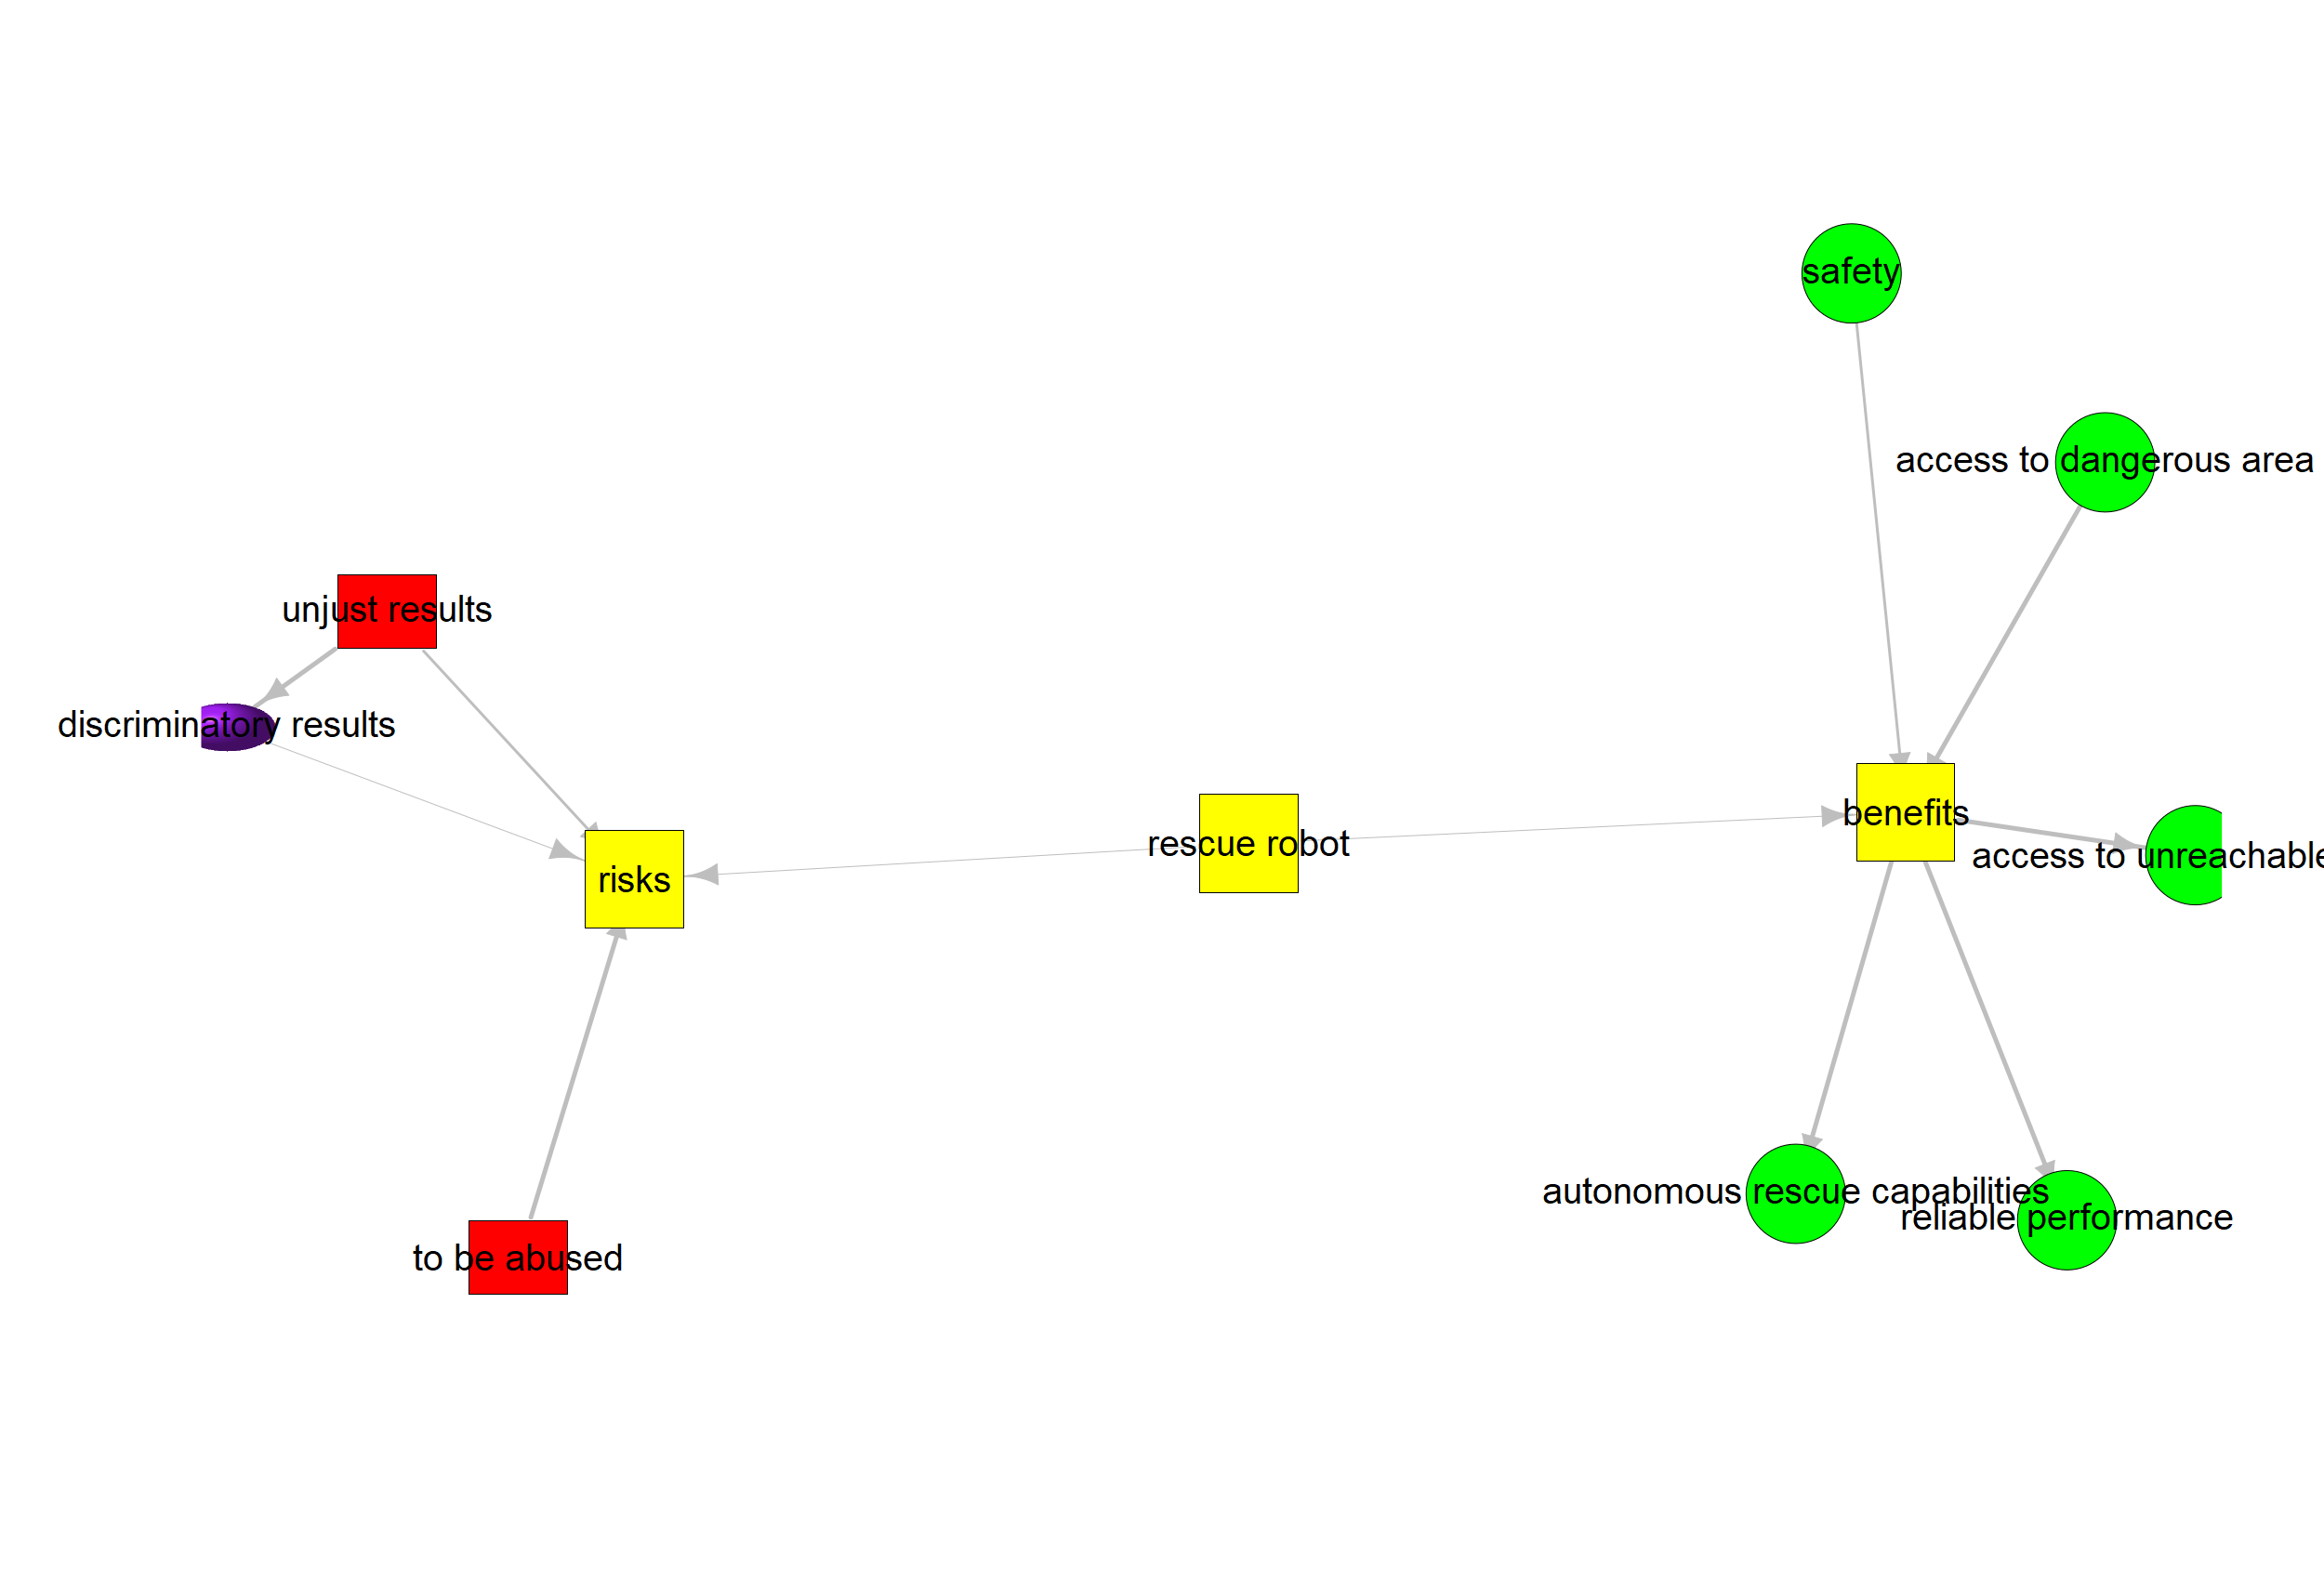 safety
access to dangerous area
unjust results
discriminatory results
benefits
rescue robot
access to unreachable
risks
autonomous rescue capabilities
reliable performance
to be abused